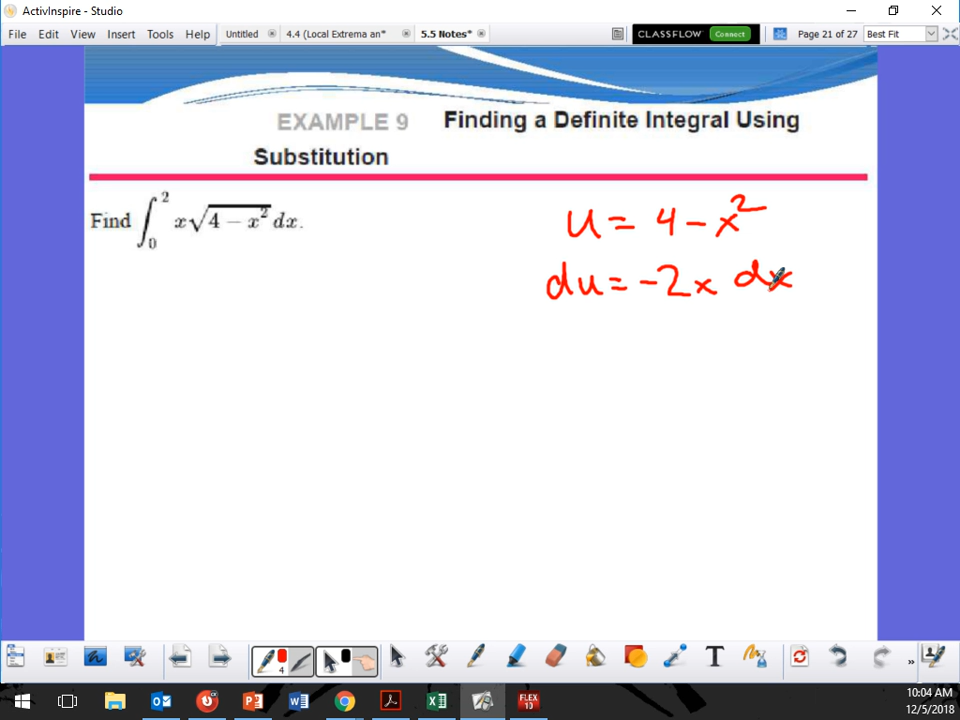 ActivInspire - Studio
File Edit View Insert Tools Help
Untitled
4.4 (Local Extrema an*
5.5 Notes*
CLASSFLOW Connect
Page 21 of 27
Best Fit
EXAMPLE 9 Finding a Definite Integral Using
Substitution
Find ∫₀² x√(4 − x²) dx.
u = 4 - x²
du = -2x dx
4
T
»
FLEX
10
10:04 AM
12/5/2018